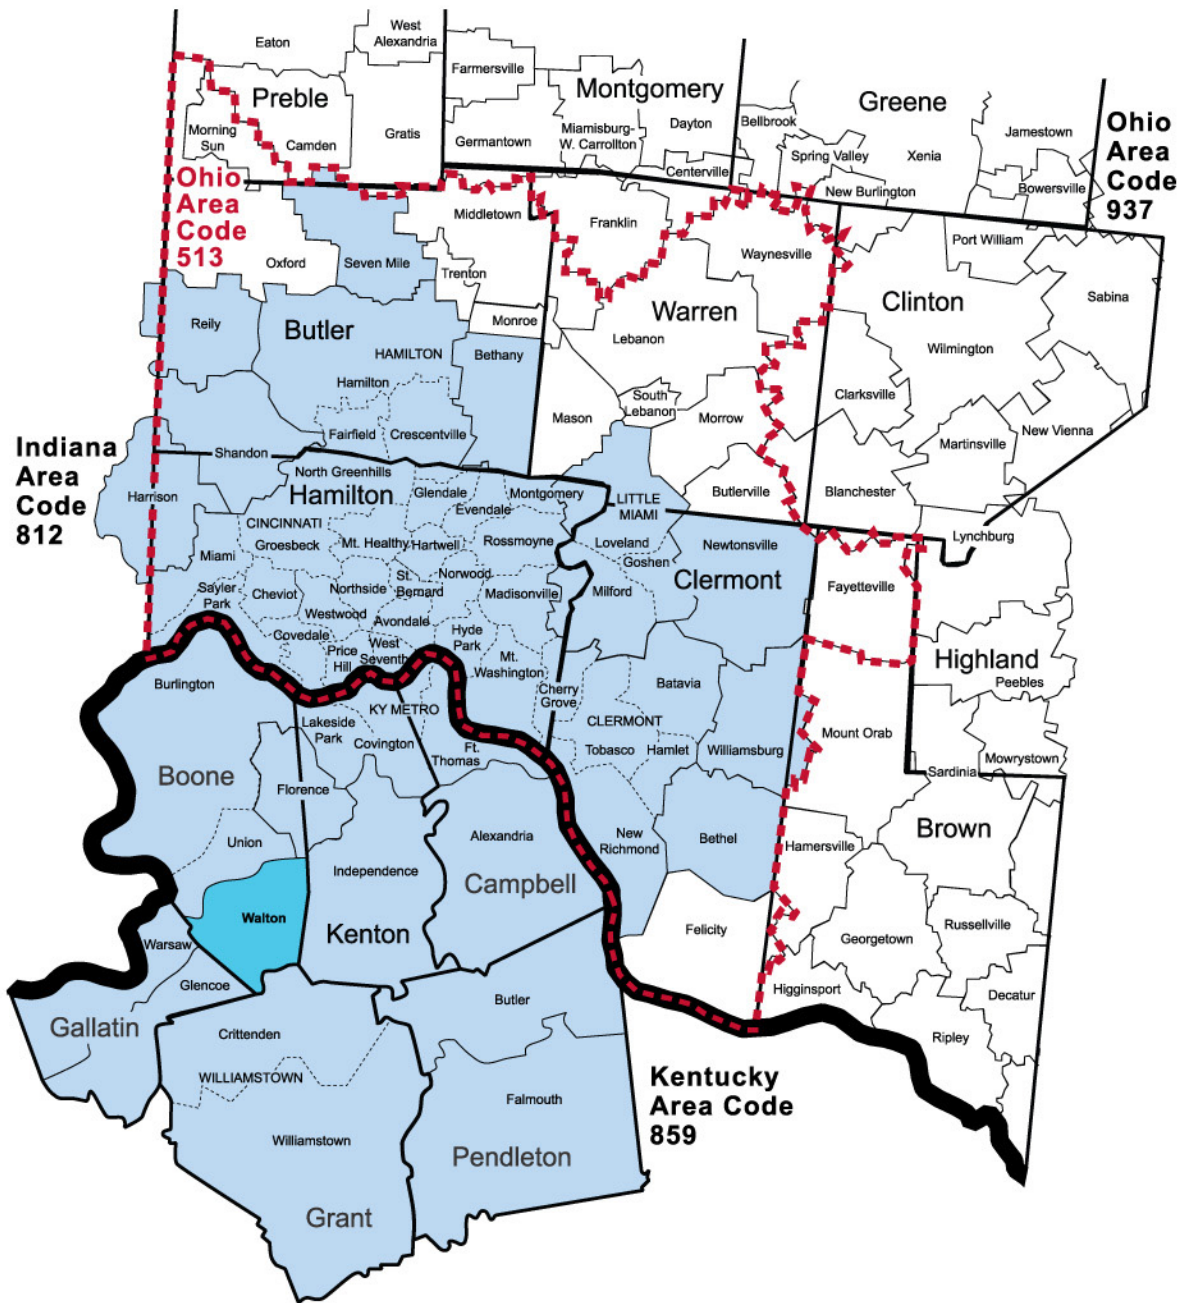 West
Alexandria
Eaton
Farmersville
Montgomery
Preble
Greene
Bellbrook
Dayton
Jamestown
Ohio
Area
Code
937
Morning
Sun
Camden
Gratis
Germantown
Miamisburg-
W. Carrollton
Spring Valley
Xenia
Centerville
Bowersville
New Burlington
Ohio
Area
Code
513
Middletown
Franklin
Port William
Waynesville
Oxford
Seven Mile
Trenton
Sabina
Clinton
Warren
Reily
Butler
Monroe
Lebanon
Wilmington
HAMILTON
Bethany
Hamilton
Clarksville
South
Lebanon
Mason
Morrow
Fairfield
Crescentville
New Vienna
Martinsville
Indiana
Area
Code
812
Shandon
North Greenhills
Hamilton
Glendale
Montgomery
Butlerville
Blanchester
Harrison
LITTLE
MIAMI
Evendale
CINCINNATI
Groesbeck
Mt. Healthy
Hartwell
Rossmoyne
Loveland
Newtonsville
Lynchburg
Miami
Goshen
Clermont
St.
Bernard
Norwood
Sayler
Park
Cheviot
Northside
Madisonville
Milford
Fayetteville
Westwood
Avondale
Covedale
Hyde
Park
Price
Hill
West
Seventh
Mt.
Washington
Highland
Peebles
Burlington
Cherry
Grove
Batavia
KY METRO
Lakeside
Park
CLERMONT
Mount Orab
Covington
Ft.
Thomas
Tobasco
Hamlet
Williamsburg
Mowrystown
Sardinia
Boone
Florence
Brown
Union
Alexandria
New
Richmond
Bethel
Hamersville
Independence
Campbell
Walton
Kenton
Felicity
Russellville
Georgetown
Warsaw
Glencoe
Higginsport
Decatur
Butler
Gallatin
Crittenden
Ripley
WILLIAMSTOWN
Kentucky
Area Code
859
Falmouth
Williamstown
Pendleton
Grant